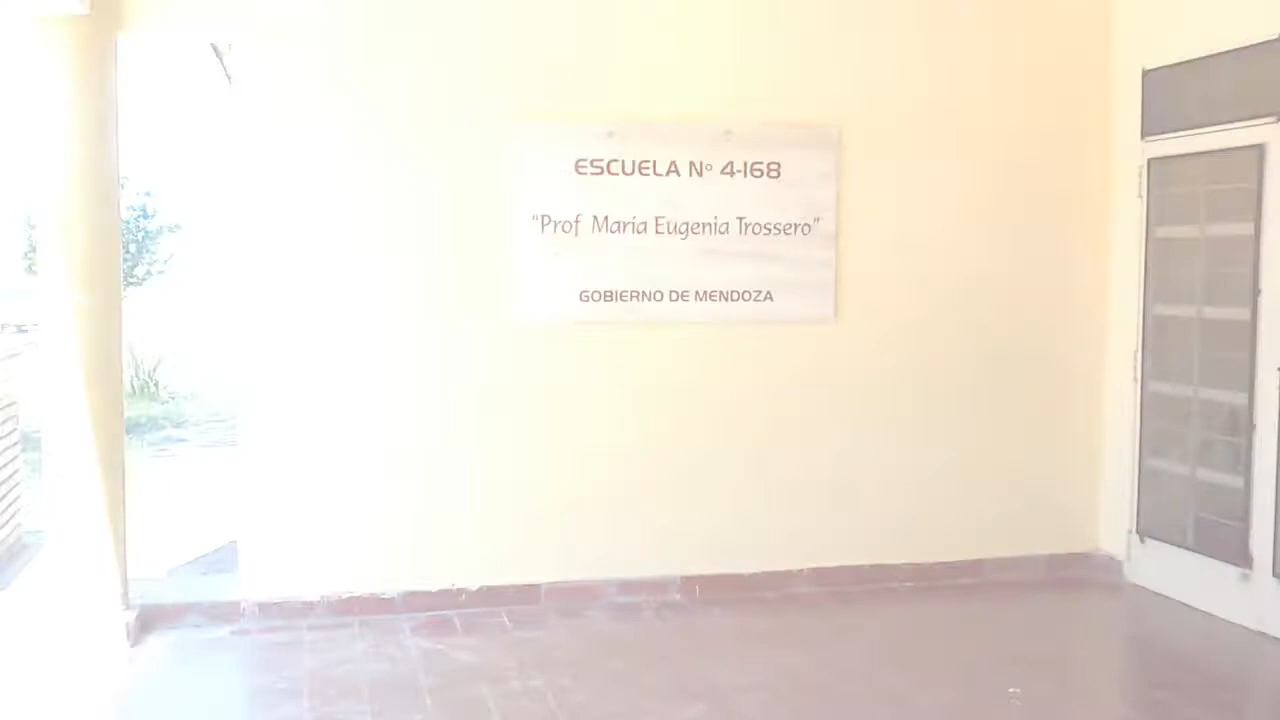 ESCUELA Nº 4-168
"Prof María Eugenia Trossero"
GOBIERNO DE MENDOZA